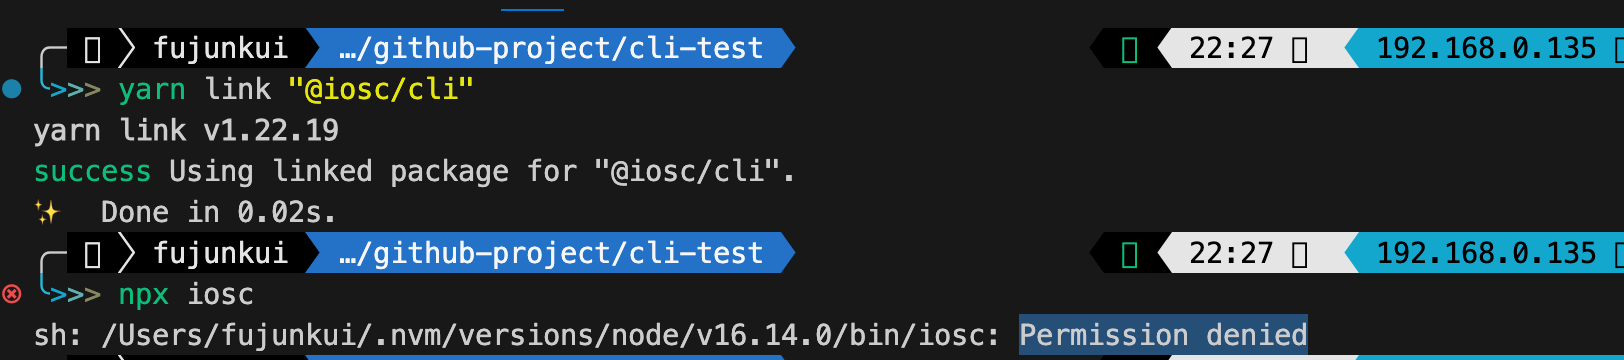 fujunkui …/github-project/cli-test 22:27 192.168.0.135
>>> yarn link "@iosc/cli"
yarn link v1.22.19
success Using linked package for "@iosc/cli".
✨ Done in 0.02s.
fujunkui …/github-project/cli-test 22:27 192.168.0.135
>>> npx iosc
sh: /Users/fujunkui/.nvm/versions/node/v16.14.0/bin/iosc: Permission denied